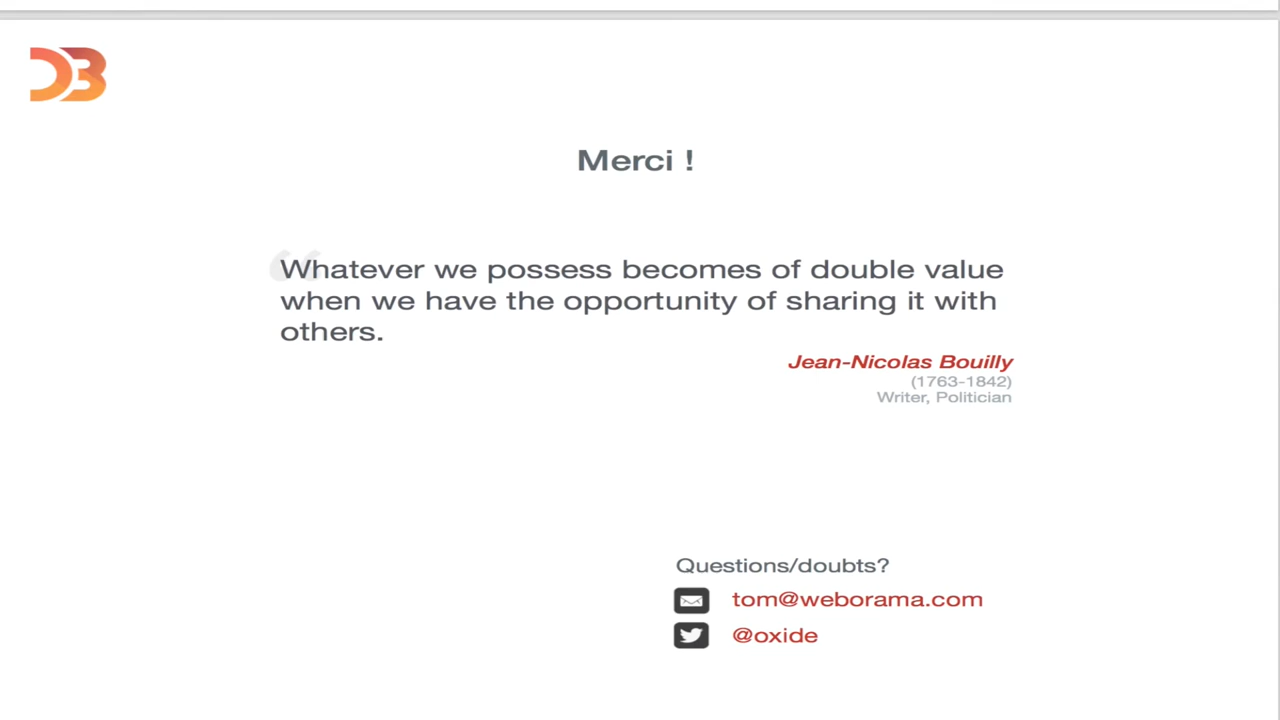 Merci !
Whatever we possess becomes of double value
when we have the opportunity of sharing it with
others.
Jean-Nicolas Bouilly
(1763-1842)
Writer, Politician
Questions/doubts?
tom@weborama.com
@oxide